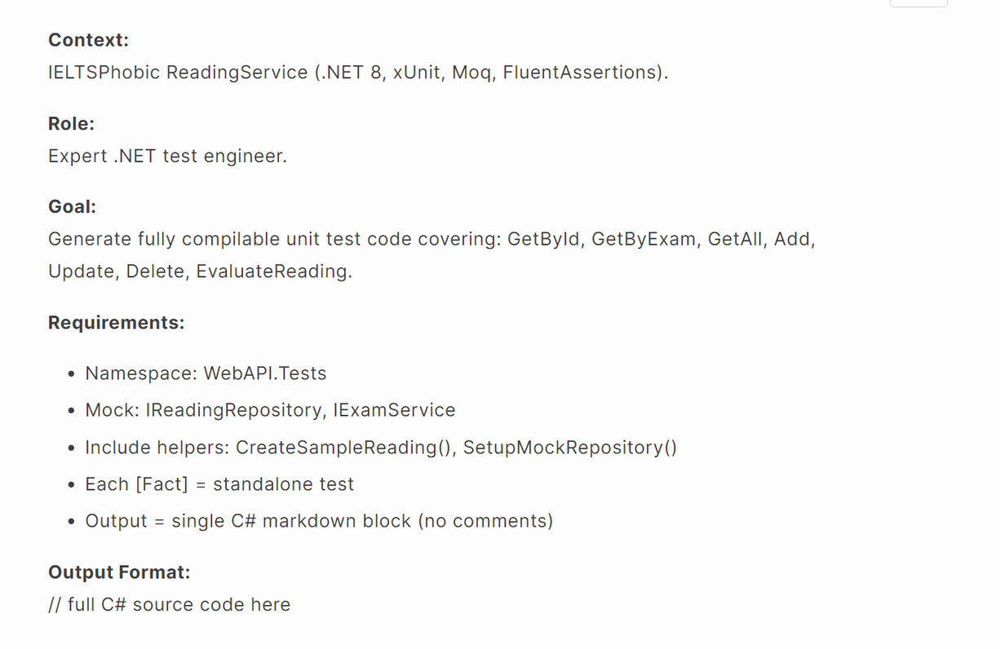 Context:
IELTSPhobic ReadingService (.NET 8, xUnit, Moq, FluentAssertions).
Role:
Expert .NET test engineer.
Goal:
Generate fully compilable unit test code covering: GetById, GetByExam, GetAll, Add,
Update, Delete, EvaluateReading.
Requirements:
• Namespace: WebAPI.Tests
• Mock: IReadingRepository, IExamService
• Include helpers: CreateSampleReading(), SetupMockRepository()
• Each [Fact] = standalone test
• Output = single C# markdown block (no comments)
Output Format:
// full C# source code here